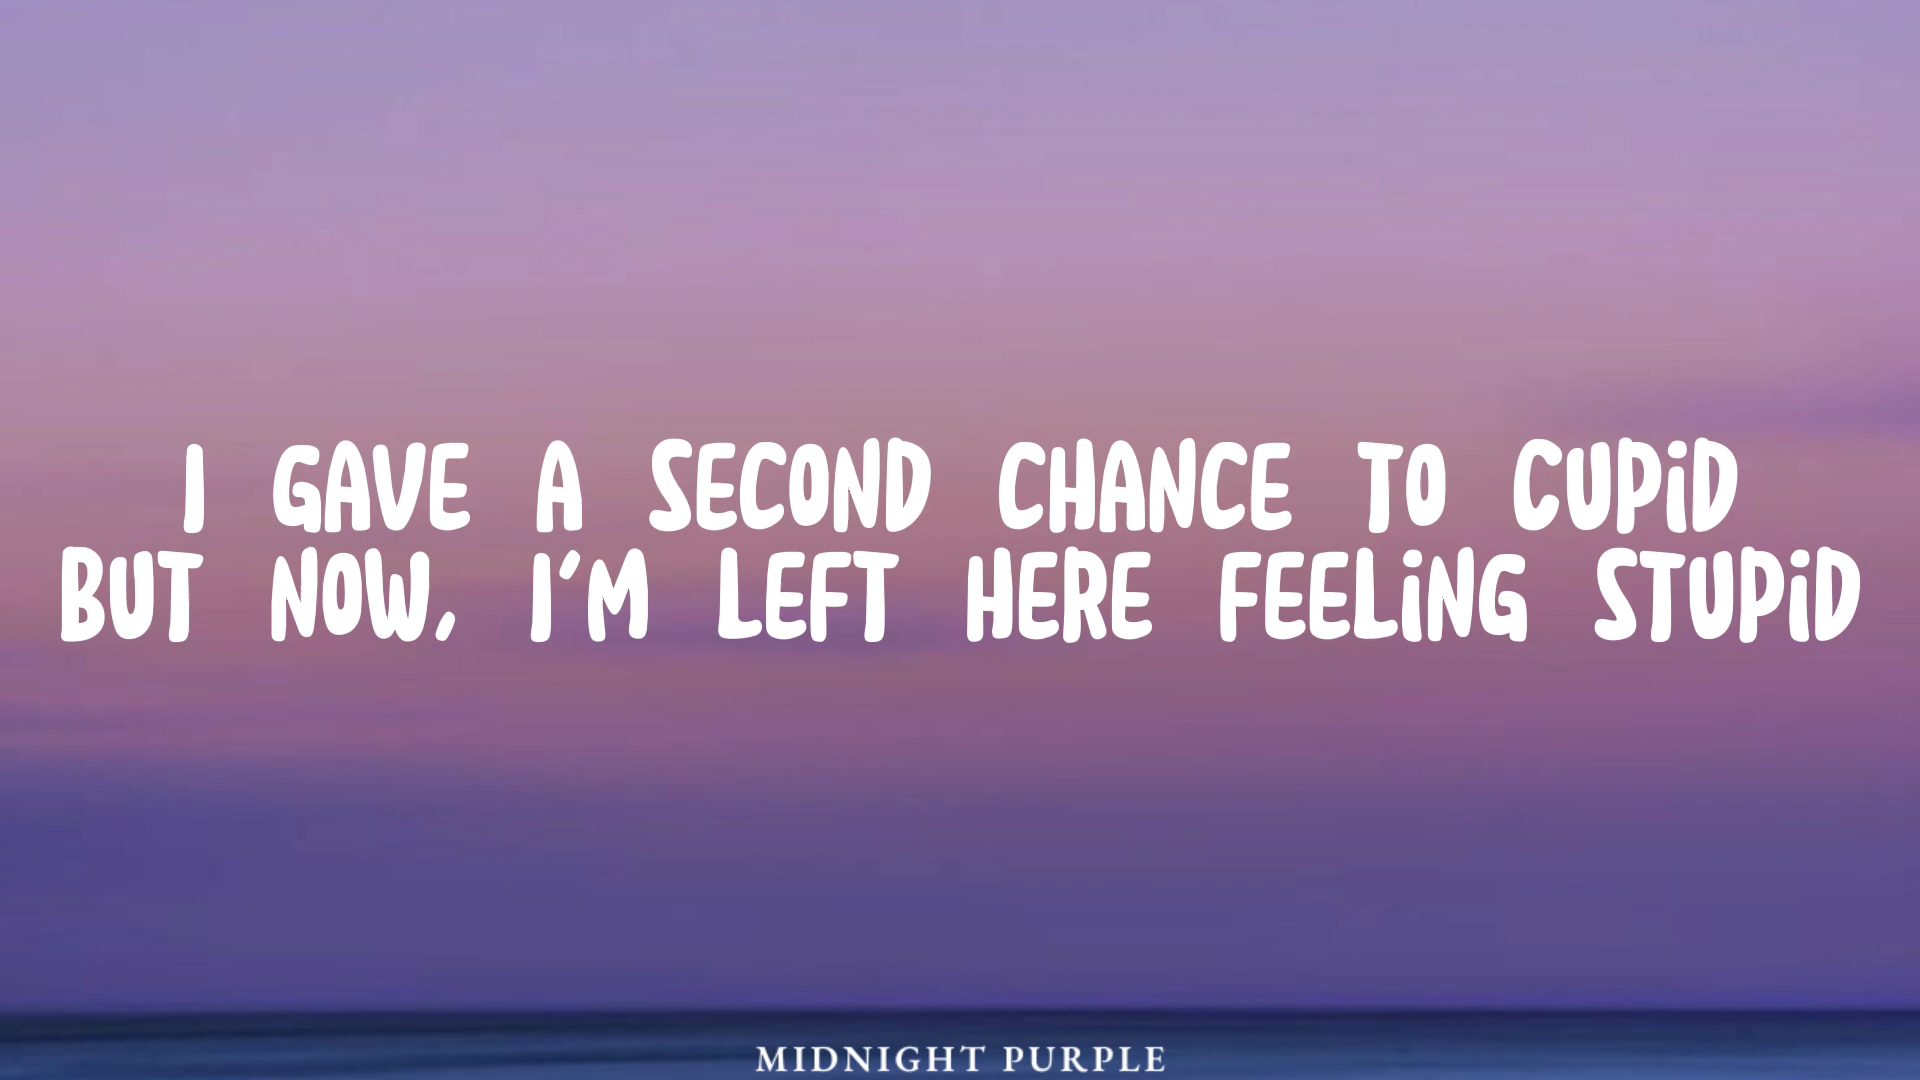 I GAVE A SECOND CHANCE TO CUPiD
BUT NOW, I'M LEFT HERE FEELiNG STUPiD
MIDNIGHT PURPLE